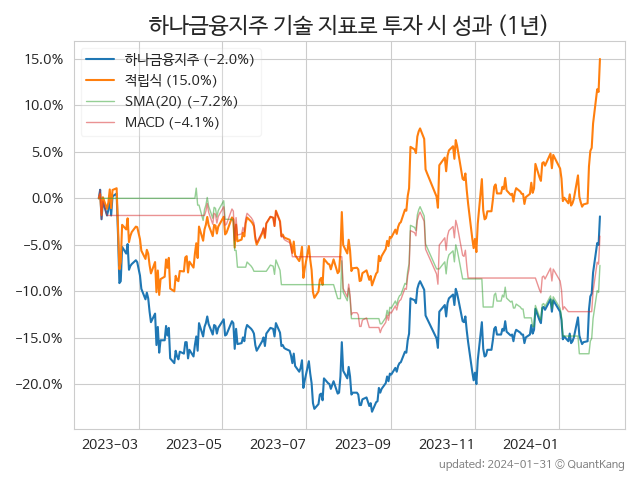 하나금융지주 기술 지표로 투자 시 성과 (1년)
하나금융지주 (−2.0%)
적립식 (15.0%)
SMA(20) (−7.2%)
MACD (−4.1%)
15.0%
10.0%
5.0%
0.0%
−5.0%
−10.0%
−15.0%
−20.0%
2023-03 2023-05 2023-07 2023-09 2023-11 2024-01
updated: 2024-01-31 © QuantKang